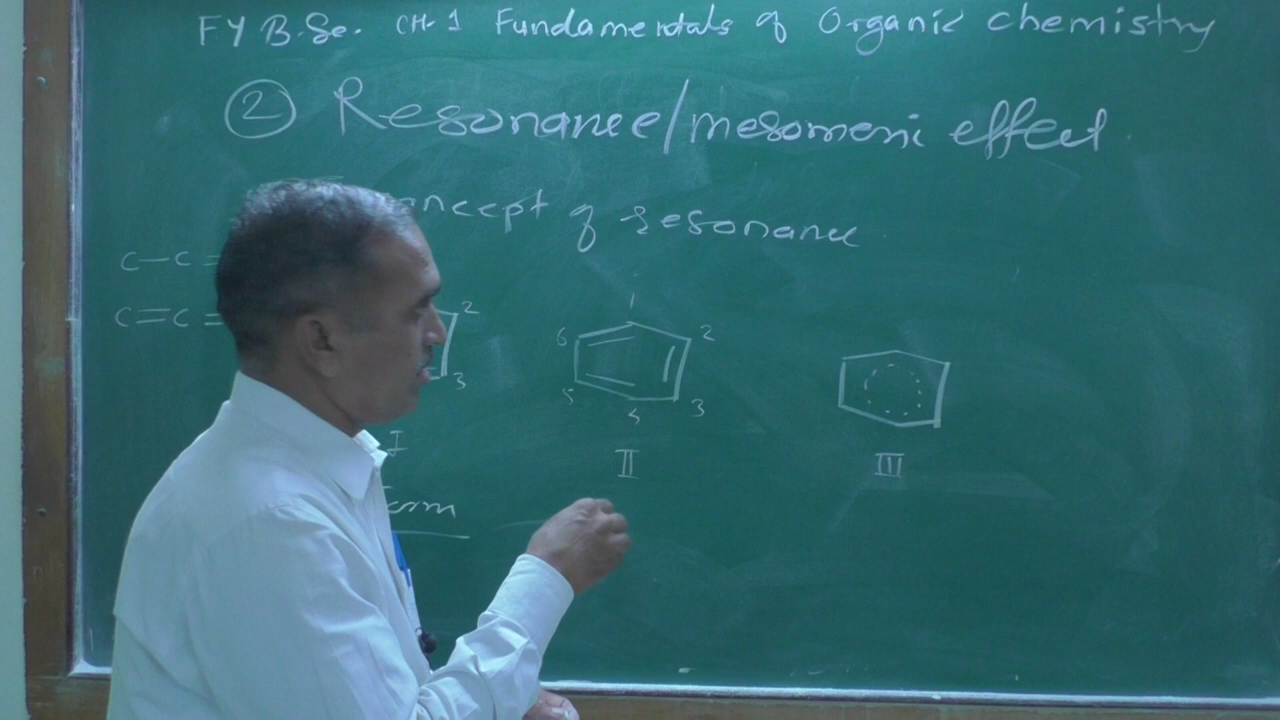 FY B.Sc. CH-1 Fundamentals of Organic chemistry
② Resonance/mesomeric effect
concept of resonance
C-C =
C=C =
2
3
I
1
6 2
5 3
4
II
III
form